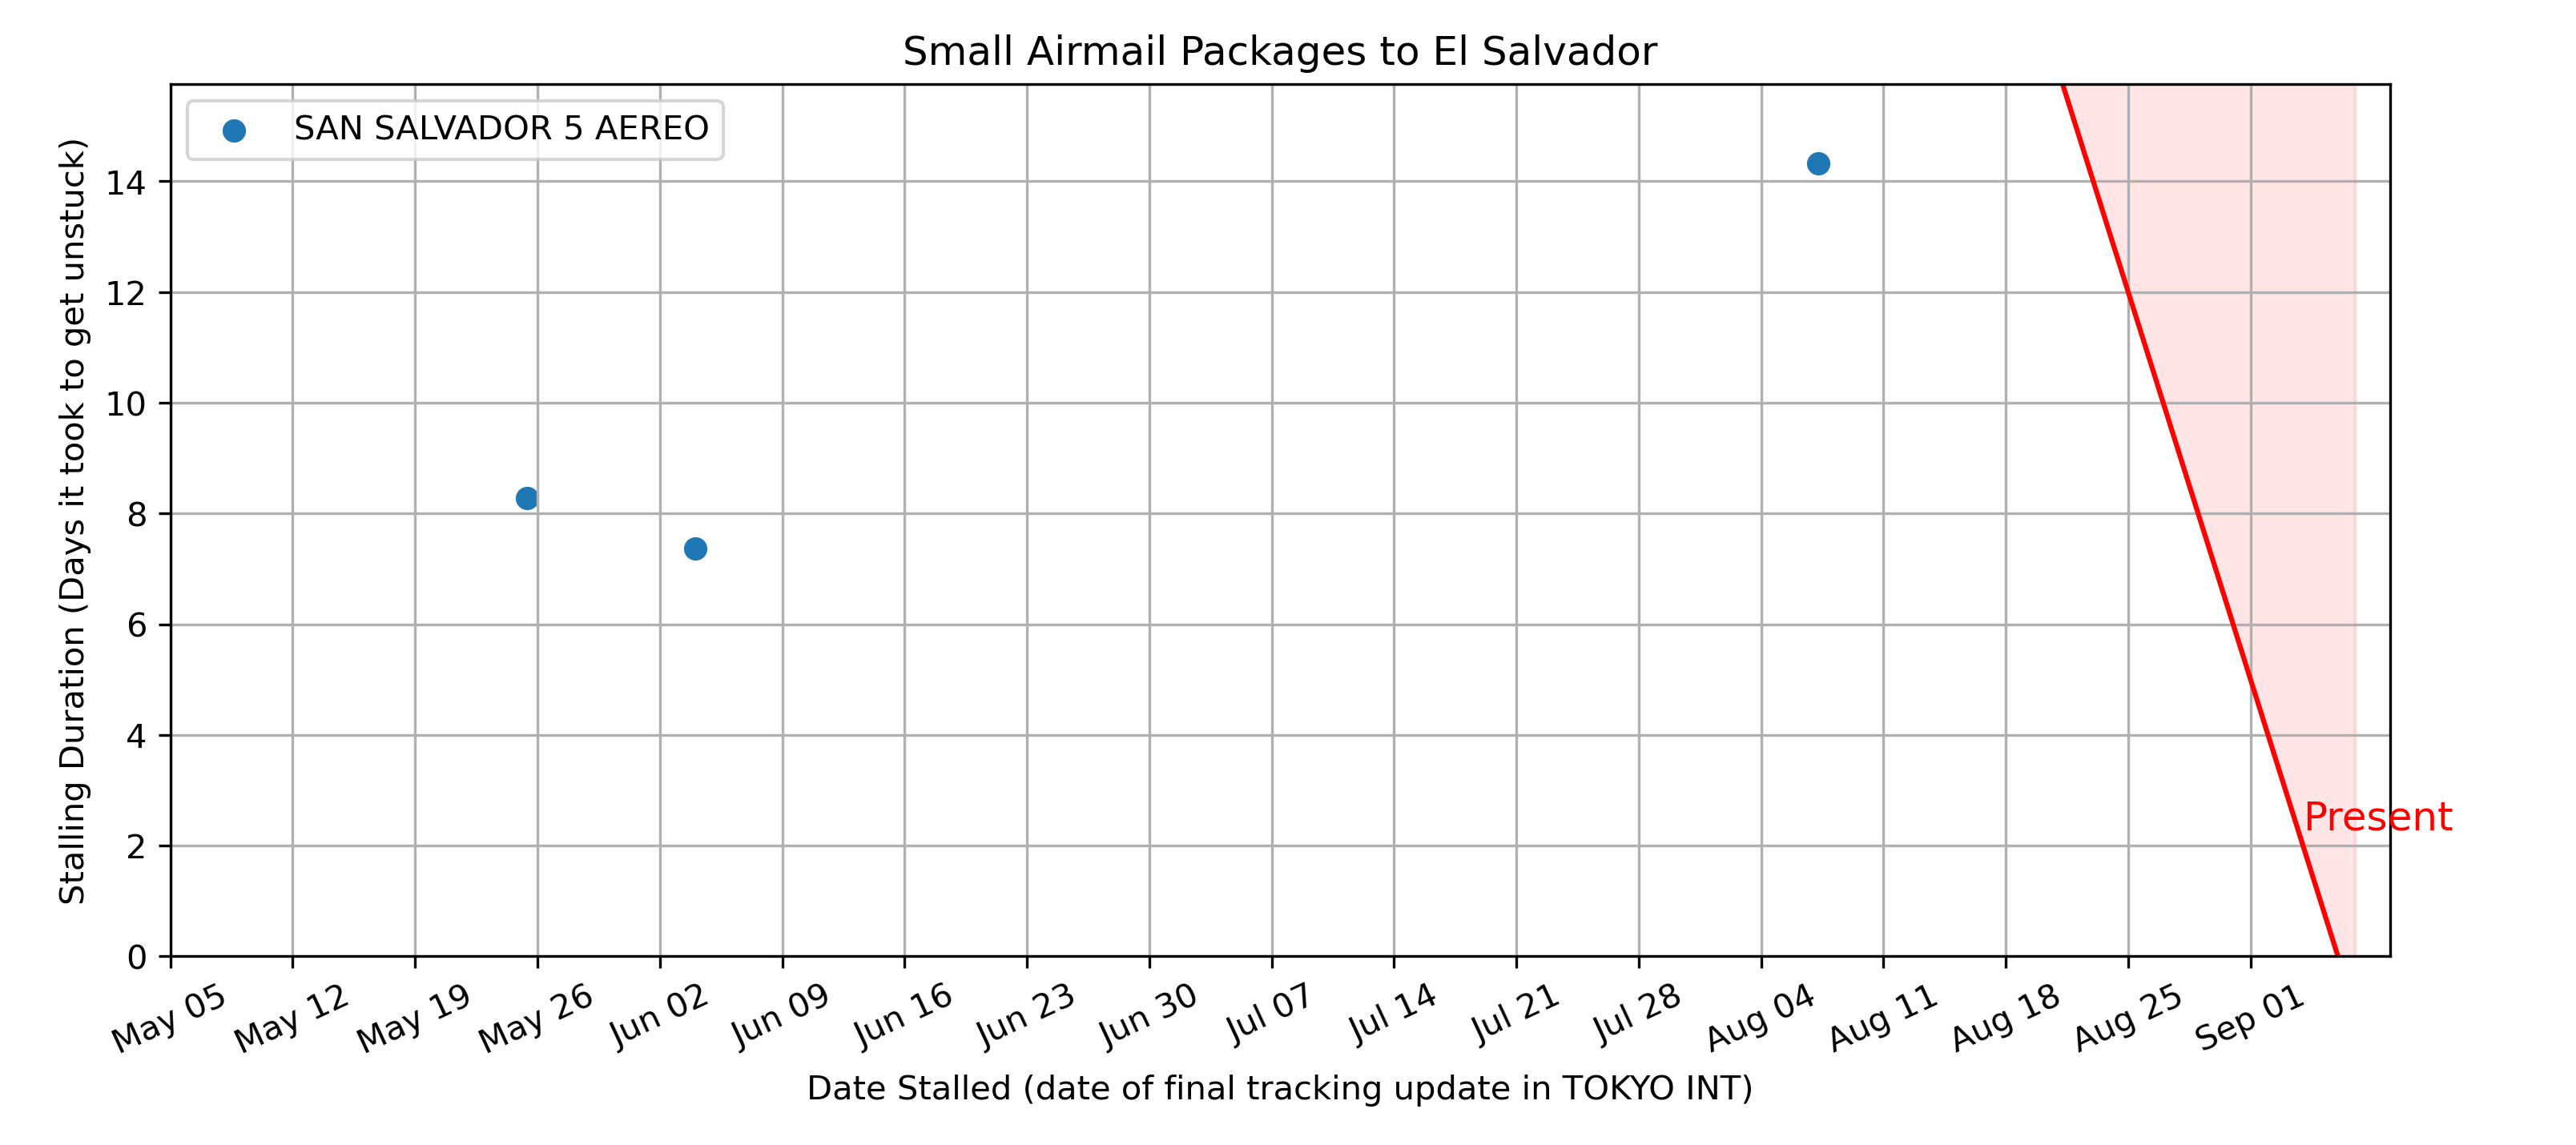 Small Airmail Packages to El Salvador
SAN SALVADOR 5 AEREO
Stalling Duration (Days it took to get unstuck)
14
12
10
8
6
4
2
0
Present
May 05
May 12
May 19
May 26
Jun 02
Jun 09
Jun 16
Jun 23
Jun 30
Jul 07
Jul 14
Jul 21
Jul 28
Aug 04
Aug 11
Aug 18
Aug 25
Sep 01
Date Stalled (date of final tracking update in TOKYO INT)